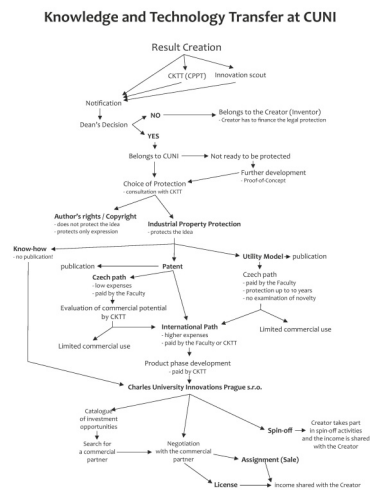 Knowledge and Technology Transfer at CUNI
Result Creation
CKTT (CPPT)
Innovation scout
Notification
Dean's Decision
NO
Belongs to the Creator (Inventor)
- Creator has to finance the legal protection
YES
Belongs to CUNI
Not ready to be protected
Further development
- Proof-of-Concept
Choice of Protection
- consultation with CKTT
Author's rights / Copyright
- does not protect the idea
- protects only expression
Industrial Property Protection
- protects the idea
Know-how
- no publication!
publication
Patent
Utility Model
publication
Czech path
- low expenses
- paid by the Faculty
Czech path
- paid by the Faculty
- protection up to 10 years
- no examination of novelty
Evaluation of commercial potential
by CKTT
International Path
- higher expenses
- paid by the Faculty or CKTT
Limited commercial use
Limited commercial use
Product phase development
- paid by CKTT
Charles University Innovations Prague s.r.o.
Catalogue
of investment
opportunities
Search for
a commercial
partner
Negotiation
with the commercial
partner
Spin-off
Creator takes part
in spin-off activities
and the income is shared
with the Creator
Assignment (Sale)
License
Income shared with the Creator